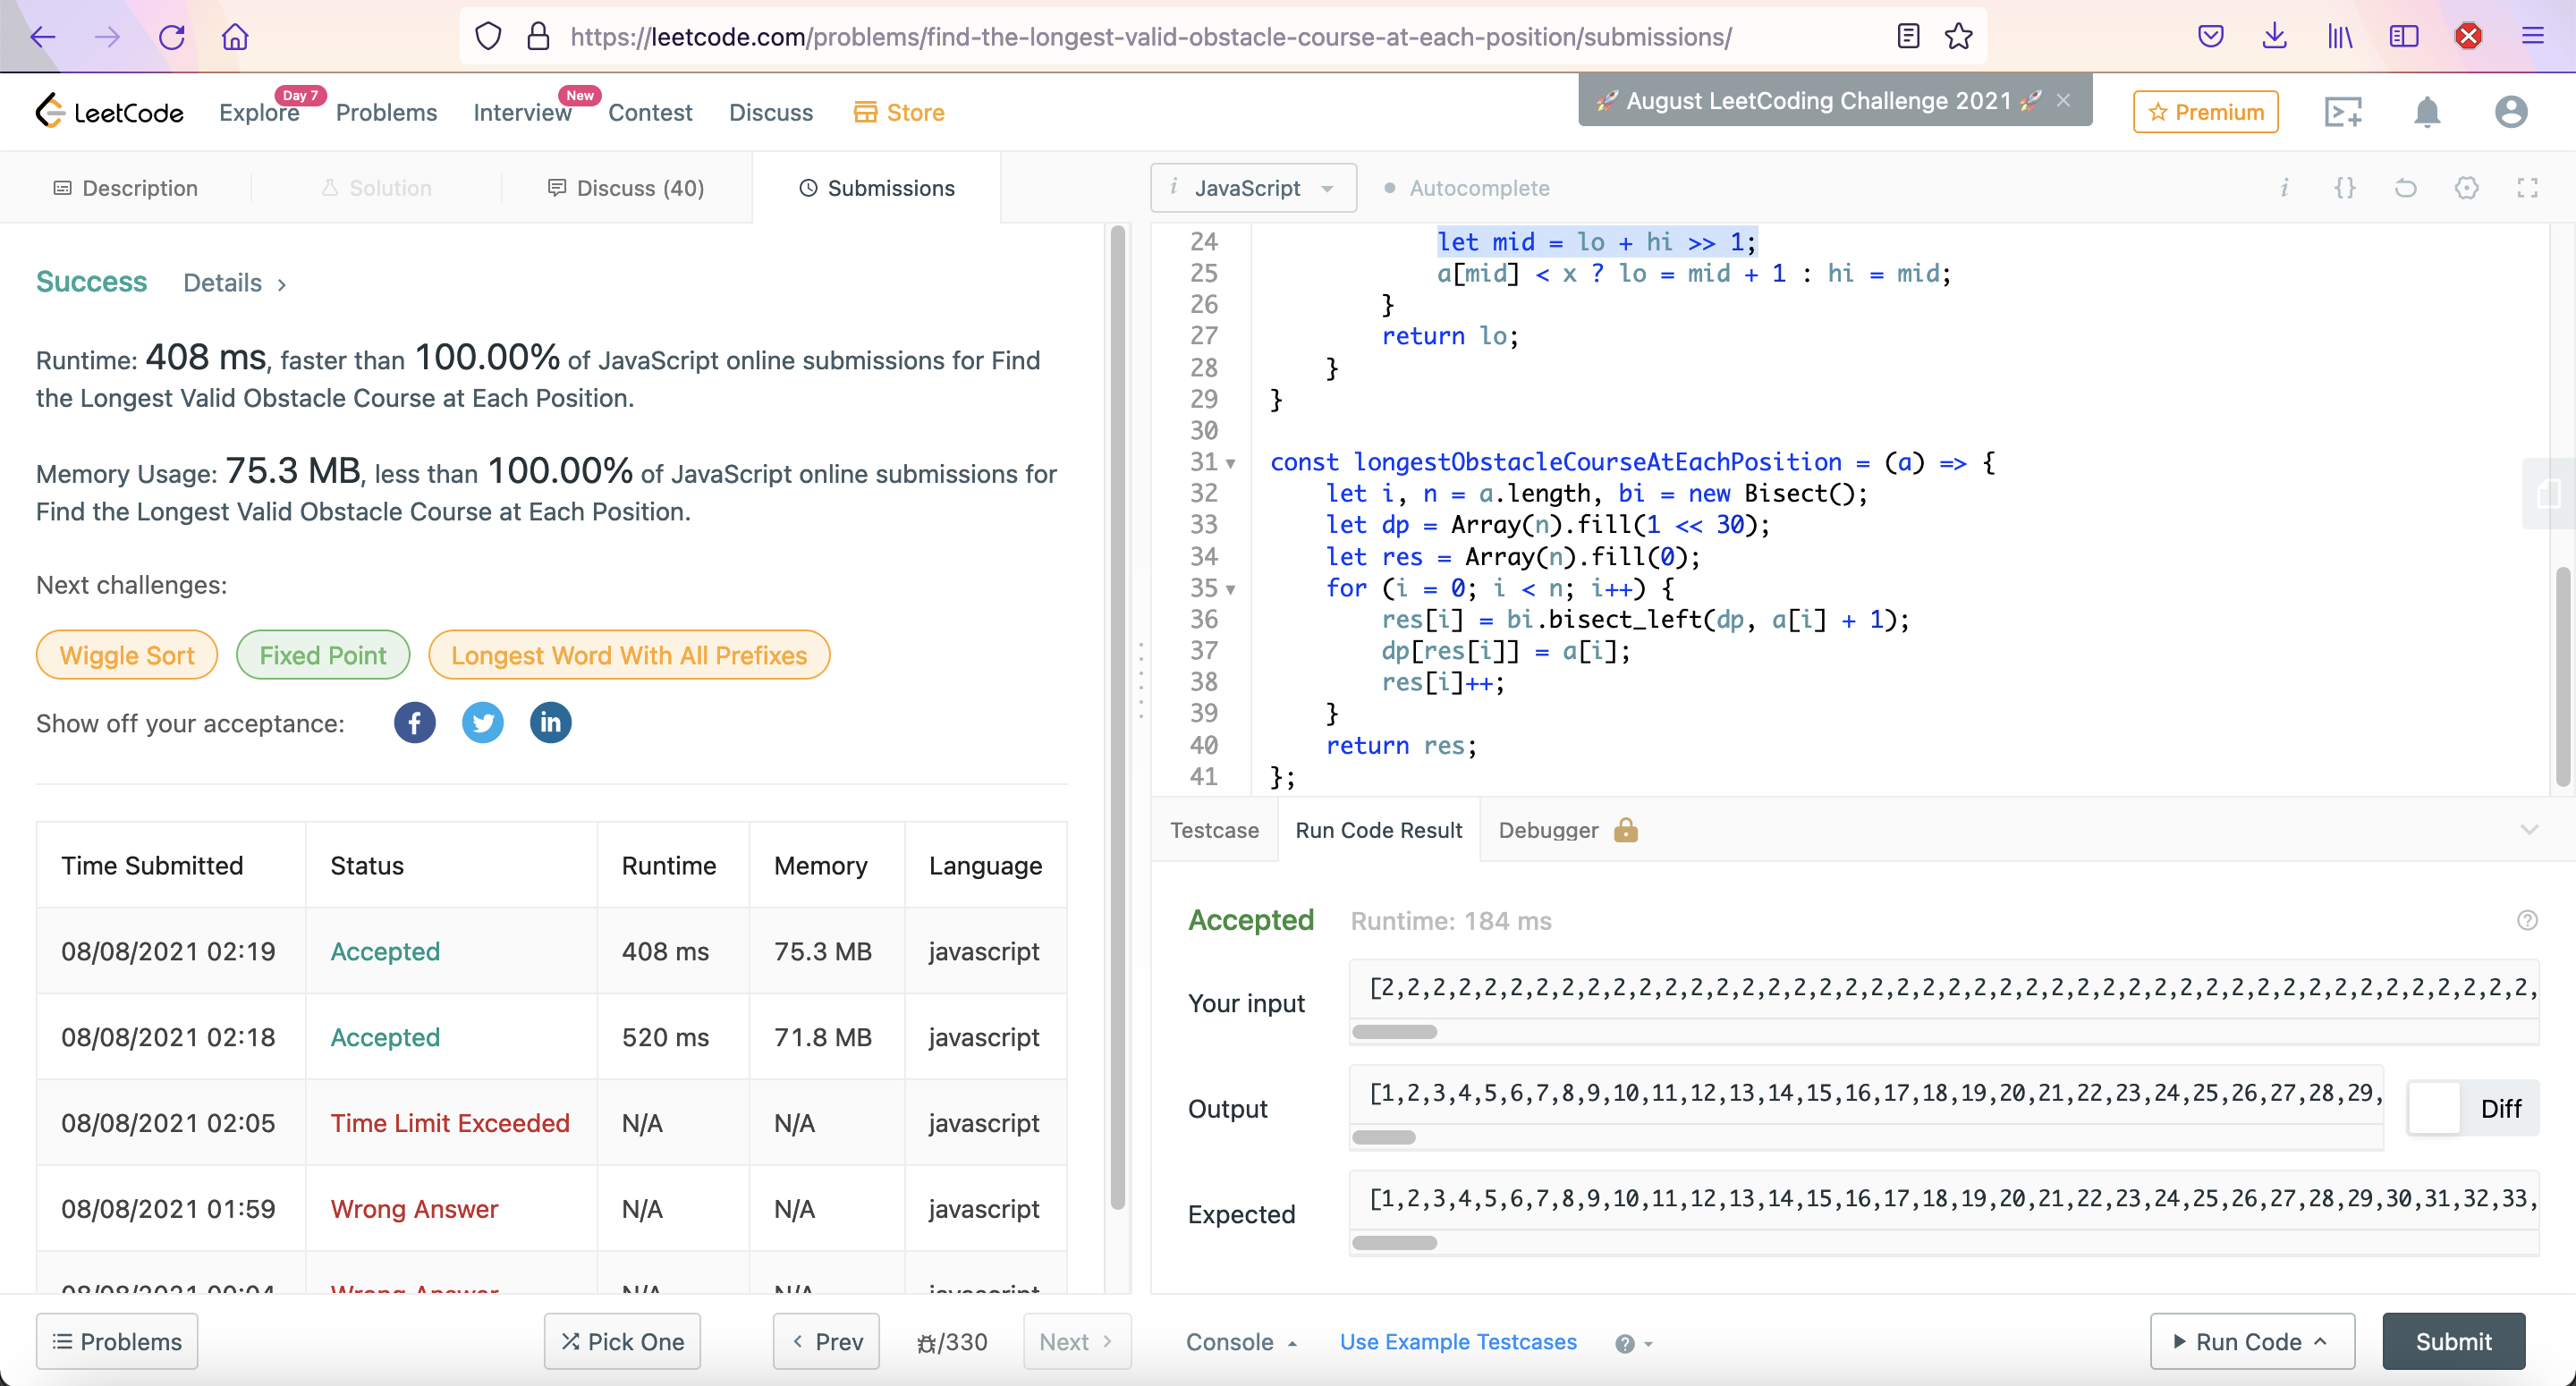 https://leetcode.com/problems/find-the-longest-valid-obstacle-course-at-each-position/submissions/
LeetCode
Explore
Day 7
Problems
Interview
New
Contest
Discuss
Store
🚀 August LeetCoding Challenge 2021 🚀 ×
Premium
Description
Solution
Discuss (40)
Submissions
Success Details >
Runtime: 408 ms, faster than 100.00% of JavaScript online submissions for Find
the Longest Valid Obstacle Course at Each Position.
Memory Usage: 75.3 MB, less than 100.00% of JavaScript online submissions for
Find the Longest Valid Obstacle Course at Each Position.
Next challenges:
Wiggle Sort Fixed Point Longest Word With All Prefixes
Show off your acceptance:
Time Submitted Status Runtime Memory Language
08/08/2021 02:19 Accepted 408 ms 75.3 MB javascript
08/08/2021 02:18 Accepted 520 ms 71.8 MB javascript
08/08/2021 02:05 Time Limit Exceeded N/A N/A javascript
08/08/2021 01:59 Wrong Answer N/A N/A javascript
08/08/2021 00:04 Wrong Answer N/A N/A javascript
Problems
Pick One
< Prev
/330
Next >
i JavaScript
Autocomplete
24 let mid = lo + hi >> 1;
25 a[mid] < x ? lo = mid + 1 : hi = mid;
26 }
27 return lo;
28 }
29 }
30
31 const longestObstacleCourseAtEachPosition = (a) => {
32 let i, n = a.length, bi = new Bisect();
33 let dp = Array(n).fill(1 << 30);
34 let res = Array(n).fill(0);
35 for (i = 0; i < n; i++) {
36 res[i] = bi.bisect_left(dp, a[i] + 1);
37 dp[res[i]] = a[i];
38 res[i]++;
39 }
40 return res;
41 };
Testcase
Run Code Result
Debugger
Accepted Runtime: 184 ms
Your input
[2,2,2,2,2,2,2,2,2,2,2,2,2,2,2,2,2,2,2,2,2,2,2,2,2,2,2,2,2,2,2,2,2,2,2,2,2,2,2,2,2,2,2,2,2,
Output
[1,2,3,4,5,6,7,8,9,10,11,12,13,14,15,16,17,18,19,20,21,22,23,24,25,26,27,28,29,
Diff
Expected
[1,2,3,4,5,6,7,8,9,10,11,12,13,14,15,16,17,18,19,20,21,22,23,24,25,26,27,28,29,30,31,32,33,
Console
Use Example Testcases
Run Code
Submit